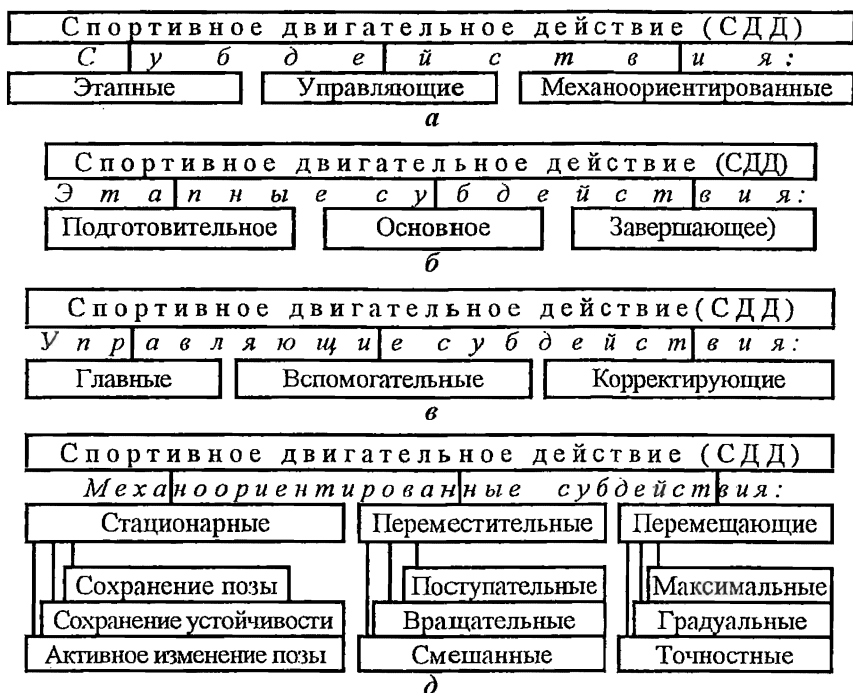 Спортивное двигательное действие (СДД)
Субдействия:
Этапные Управляющие Механоориентированные
а
Спортивное двигательное действие (СДД)
Этапные субдействия:
Подготовительное Основное Завершающее)
б
Спортивное двигательное действие(СДД)
Управляющие субдействия:
Главные Вспомогательные Корректирующие
в
Спортивное двигательное действие (СДД)
Механоориентированные субдействия:
Стационарные Переместительные Перемещающие
Сохранение позы Поступательные Максимальные
Сохранение устойчивости Вращательные Градуальные
Активное изменение позы Смешанные Точностные
д